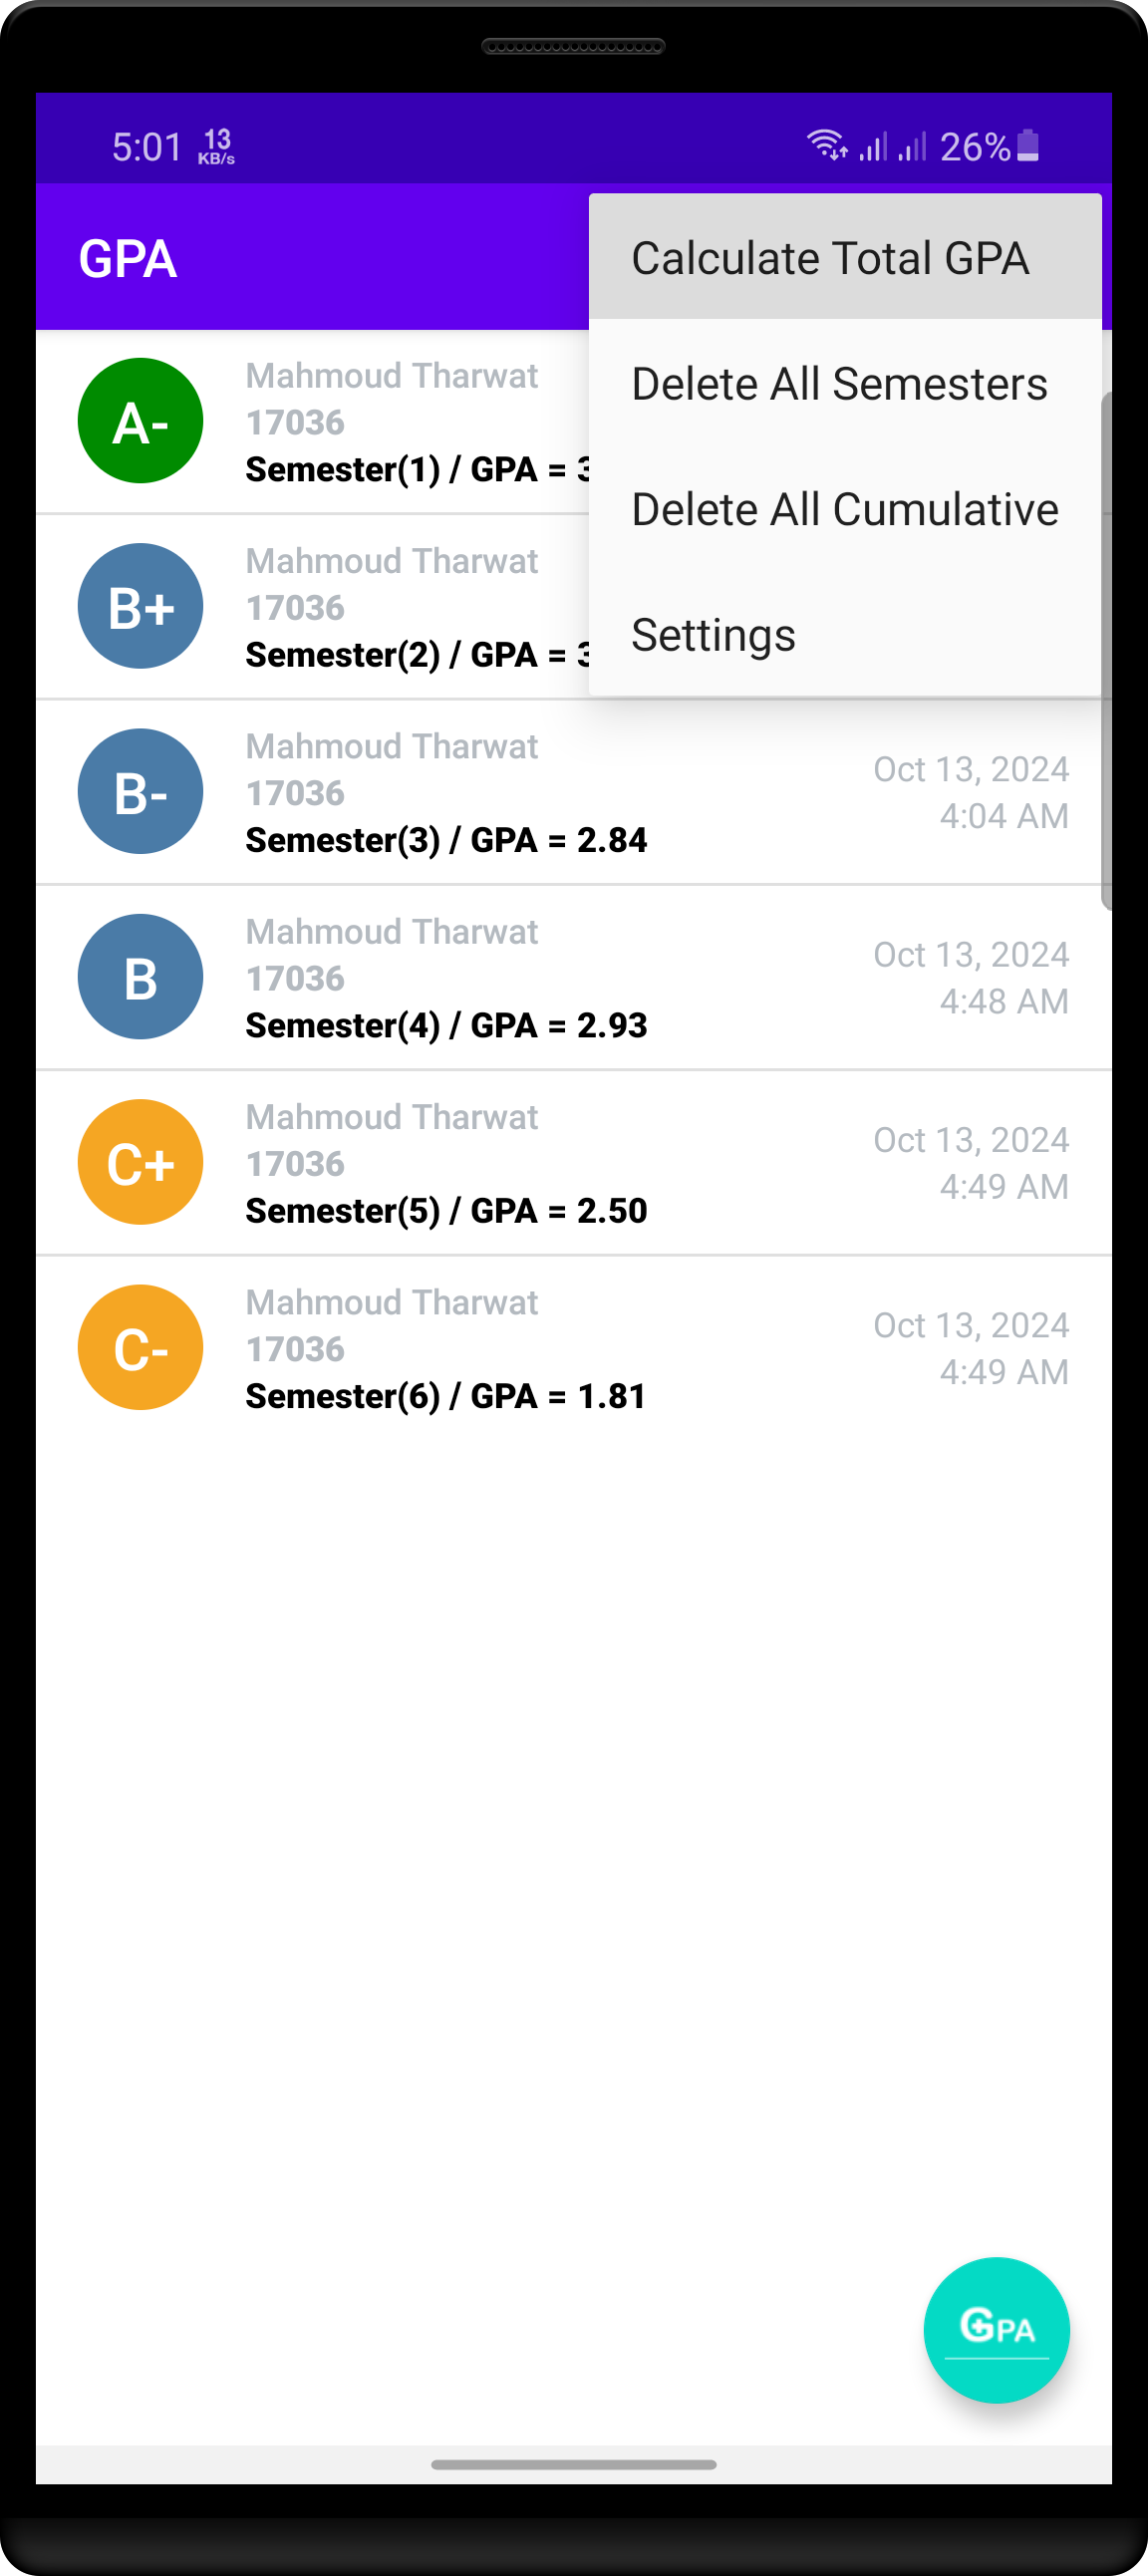 5:01 13 KB/s 26%
GPA
Calculate Total GPA
Delete All Semesters
Delete All Cumulative
Settings
A-
Mahmoud Tharwat
17036
Semester(1) / GPA = 3
B+
Mahmoud Tharwat
17036
Semester(2) / GPA = 3
B-
Mahmoud Tharwat
17036
Semester(3) / GPA = 2.84
Oct 13, 2024
4:04 AM
B
Mahmoud Tharwat
17036
Semester(4) / GPA = 2.93
Oct 13, 2024
4:48 AM
C+
Mahmoud Tharwat
17036
Semester(5) / GPA = 2.50
Oct 13, 2024
4:49 AM
C-
Mahmoud Tharwat
17036
Semester(6) / GPA = 1.81
Oct 13, 2024
4:49 AM
GPA